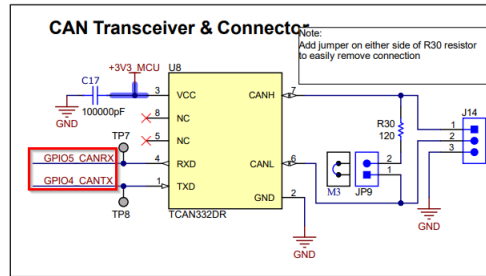 CAN Transceiver & Connector
Note:
Add jumper on either side of R30 resistor
to easily remove connection
+3V3_MCU
U8
C17
100000pF
GND
3
VCC
CANH
7
8
NC
5
NC
TP7
GPIO5_CANRX
4
RXD
CANL
6
GPIO4_CANTX
1
TXD
TP8
GND
2
TCAN332DR
GND
R30
120
J14
1
2
3
2
1
M3
JP9
GND